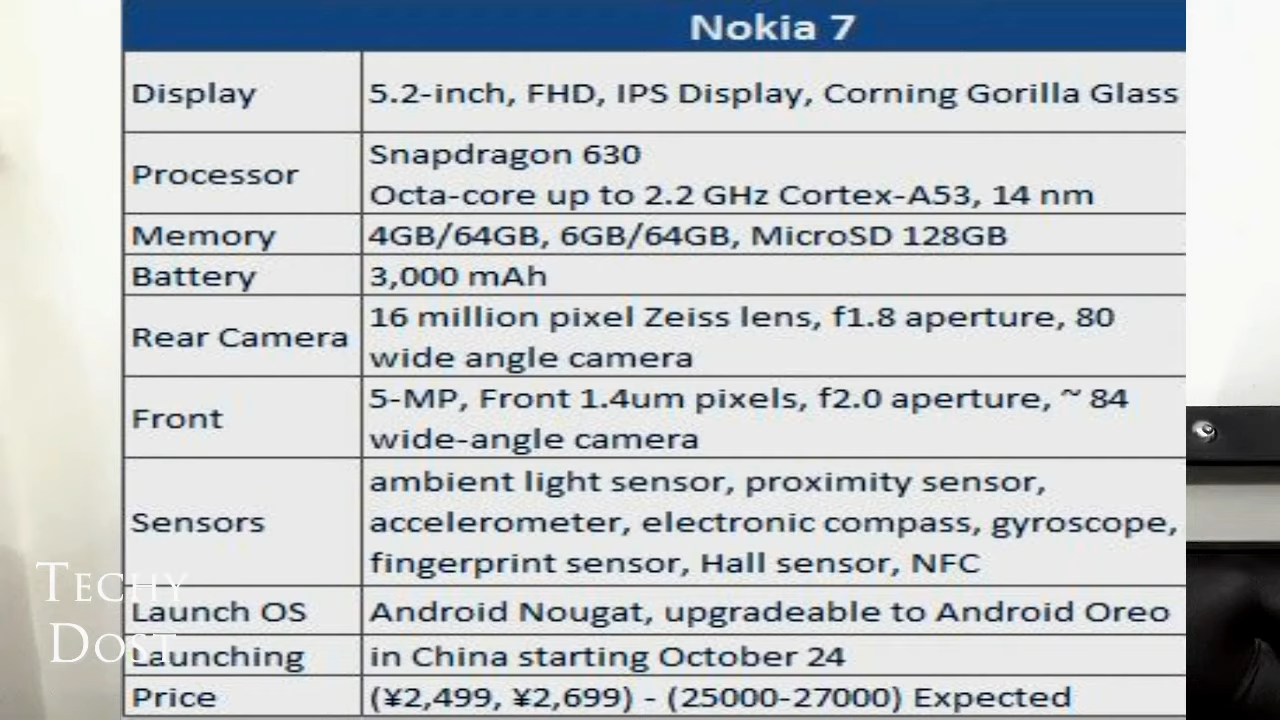 Nokia 7
Display
5.2-inch, FHD, IPS Display, Corning Gorilla Glass
Processor
Snapdragon 630
Octa-core up to 2.2 GHz Cortex-A53, 14 nm
Memory
4GB/64GB, 6GB/64GB, MicroSD 128GB
Battery
3,000 mAh
Rear Camera
16 million pixel Zeiss lens, f1.8 aperture, 80
wide angle camera
Front
5-MP, Front 1.4um pixels, f2.0 aperture, ~ 84
wide-angle camera
Sensors
ambient light sensor, proximity sensor,
accelerometer, electronic compass, gyroscope,
fingerprint sensor, Hall sensor, NFC
Launch OS
Android Nougat, upgradeable to Android Oreo
Launching
in China starting October 24
Price
(¥2,499, ¥2,699) - (25000-27000) Expected
TECHY
DOST